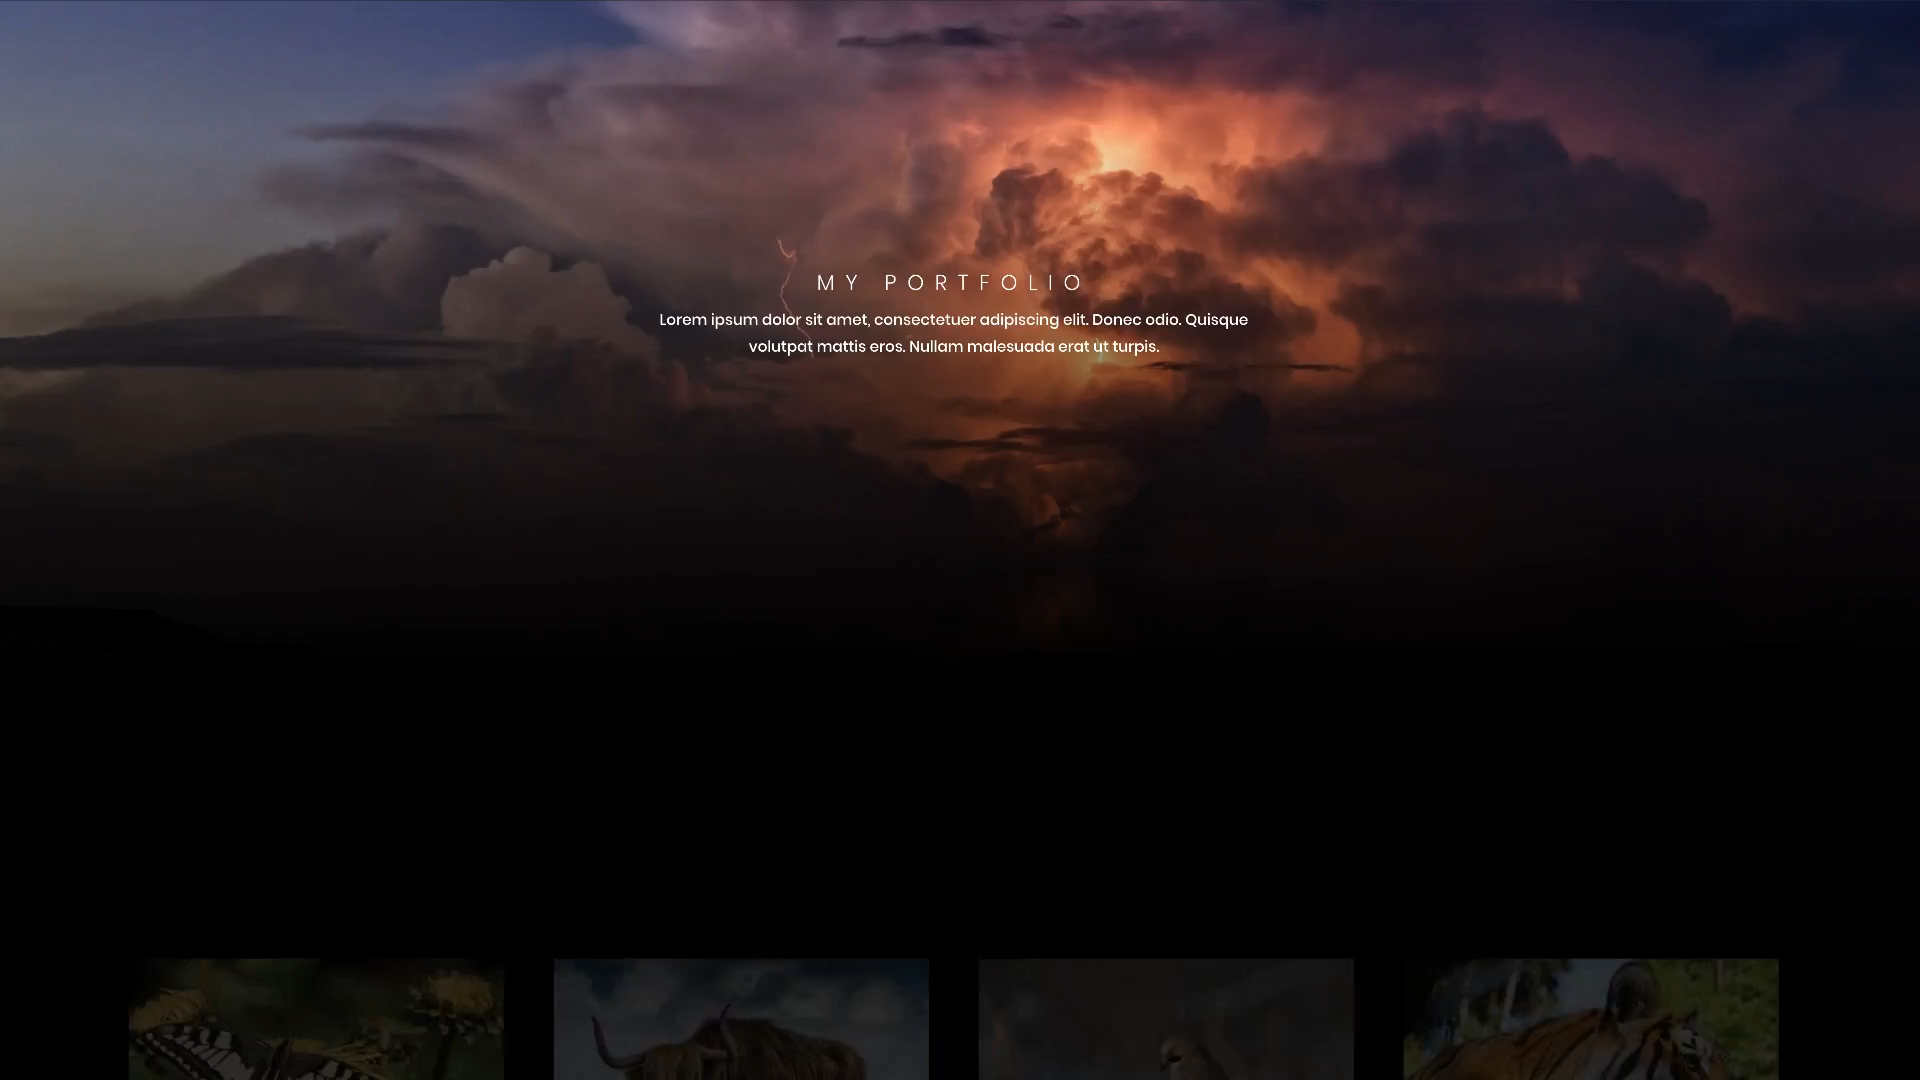 MY PORTFOLIO
Lorem ipsum dolor sit amet, consectetuer adipiscing elit. Donec odio. Quisque
volutpat mattis eros. Nullam malesuada erat ut turpis.